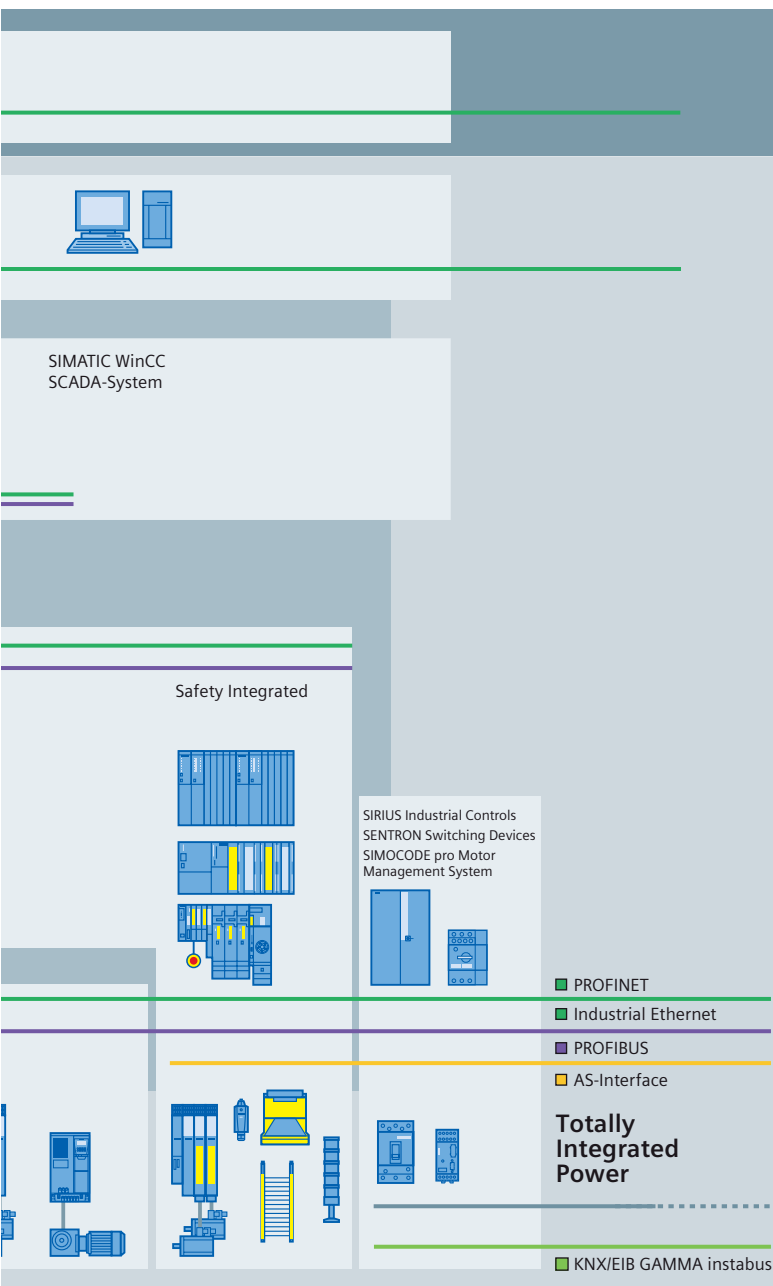 SIMATIC WinCC
SCADA-System
Safety Integrated
SIRIUS Industrial Controls
SENTRON Switching Devices
SIMOCODE pro Motor
Management System
PROFINET
Industrial Ethernet
PROFIBUS
AS-Interface
Totally
Integrated
Power
KNX/EIB GAMMA instabus